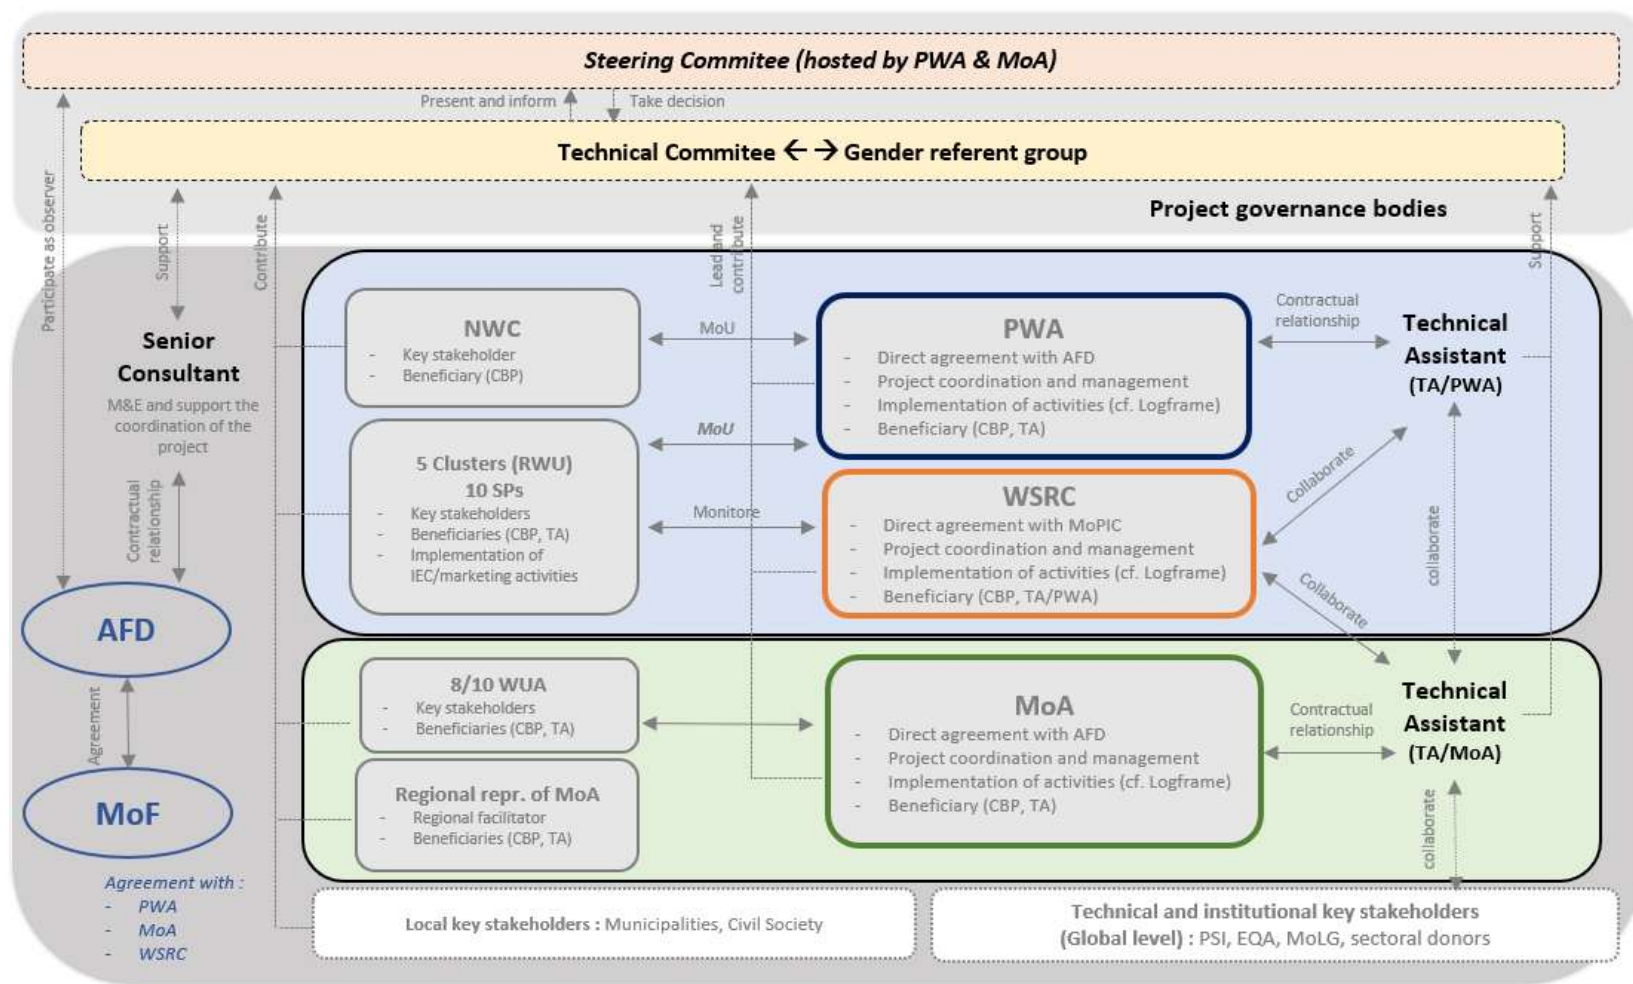 Steering Commitee (hosted by PWA & MoA)
Present and inform
Take decision
Technical Commitee ← → Gender referent group
Project governance bodies
Participate as observer
Support
Contribute
Lead and
contribute
Support
Senior
Consultant
M&E and support the
coordination of the
project
Contractual
relationship
AFD
Agreement
MoF
Agreement with :
- PWA
- MoA
- WSRC
NWC
- Key stakeholder
- Beneficiary (CBP)
MoU
PWA
- Direct agreement with AFD
- Project coordination and management
- Implementation of activities (cf. Logframe)
- Beneficiary (CBP, TA)
Contractual
relationship
Technical
Assistant
(TA/PWA)
MoU
5 Clusters (RWU)
10 SPs
- Key stakeholders
- Beneficiaries (CBP, TA)
- Implementation of
IEC/marketing activities
Monitore
WSRC
- Direct agreement with MoPIC
- Project coordination and management
- Implementation of activities (cf. Logframe)
- Beneficiary (CBP, TA/PWA)
Collaborate
collaborate
Collaborate
8/10 WUA
- Key stakeholders
- Beneficiaries (CBP, TA)
Regional repr. of MoA
- Regional facilitator
- Beneficiaries (CBP, TA)
MoA
- Direct agreement with AFD
- Project coordination and management
- Implementation of activities (cf. Logframe)
- Beneficiary (CBP, TA)
Contractual
relationship
Technical
Assistant
(TA/MoA)
collaborate
Local key stakeholders : Municipalities, Civil Society
Technical and institutional key stakeholders
(Global level) : PSI, EQA, MoLG, sectoral donors